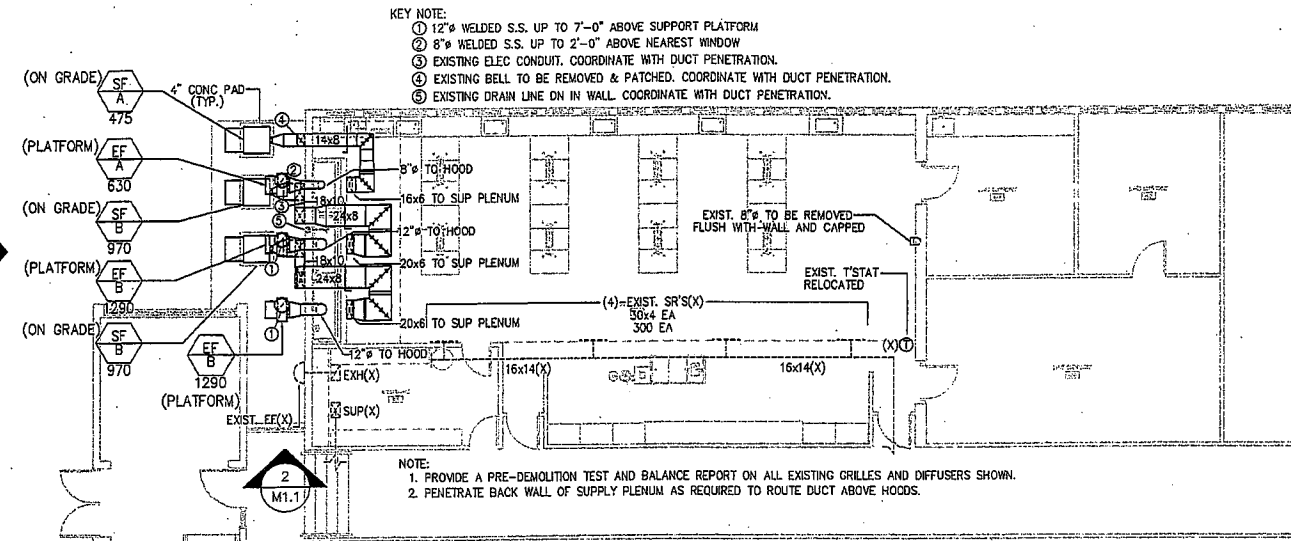 KEY NOTE:
① 12"ø WELDED S.S. UP TO 7'-0" ABOVE SUPPORT PLATFORM
② 8"ø WELDED S.S. UP TO 2'-0" ABOVE NEAREST WINDOW
③ EXISTING ELEC CONDUIT. COORDINATE WITH DUCT PENETRATION.
④ EXISTING BELL TO BE REMOVED & PATCHED. COORDINATE WITH DUCT PENETRATION.
⑤ EXISTING DRAIN LINE DN IN WALL. COORDINATE WITH DUCT PENETRATION.
(ON GRADE)
SF
A
475
4" CONC PAD
(TYP.)
④
14x8
(PLATFORM)
EF
A
630
②
8"ø TO HOOD
18x10
16x6 TO SUP PLENUM
③
24x8
(ON GRADE)
SF
B
970
⑤
12"ø TO HOOD
18x10
20x6 TO SUP PLENUM
①
24x8
(PLATFORM)
EF
B
1290
20x6 TO SUP PLENUM
①
12"ø TO HOOD
(ON GRADE)
SF
B
970
EF
B
1290
(PLATFORM)
EXIST. 8"ø TO BE REMOVED
FLUSH WITH WALL AND CAPPED
EXIST. T'STAT
RELOCATED
(4)-EXIST. SR'S(X)
30x4 EA
300 EA
(X) T
16x14(X)
16x14(X)
EXH(X)
SUP(X)
EXIST. EF(X)
2
M1.1
NOTE:
1. PROVIDE A PRE-DEMOLITION TEST AND BALANCE REPORT ON ALL EXISTING GRILLES AND DIFFUSERS SHOWN.
2. PENETRATE BACK WALL OF SUPPLY PLENUM AS REQUIRED TO ROUTE DUCT ABOVE HOODS.